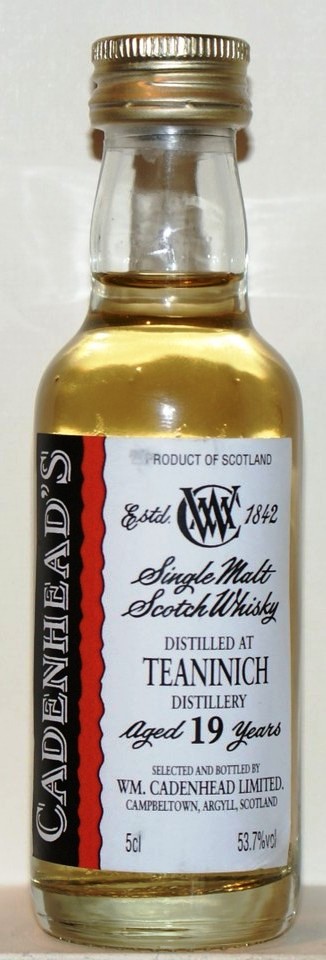 CADENHEAD'S
PRODUCT OF SCOTLAND
Estd. WMC 1842
Single Malt
Scotch Whisky
DISTILLED AT
TEANINICH
DISTILLERY
Aged 19 Years
SELECTED AND BOTTLED BY
WM. CADENHEAD LIMITED.
CAMPBELTOWN, ARGYLL, SCOTLAND
5cl 53.7%vol